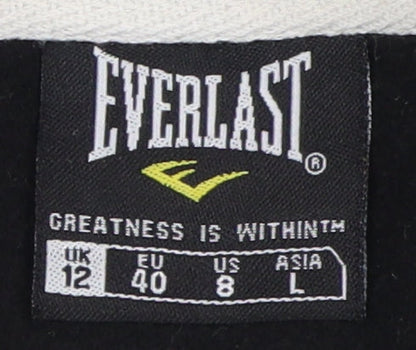 EVERLAST®
GREATNESS IS WITHIN™
UK EU US ASIA
12 40 8 L